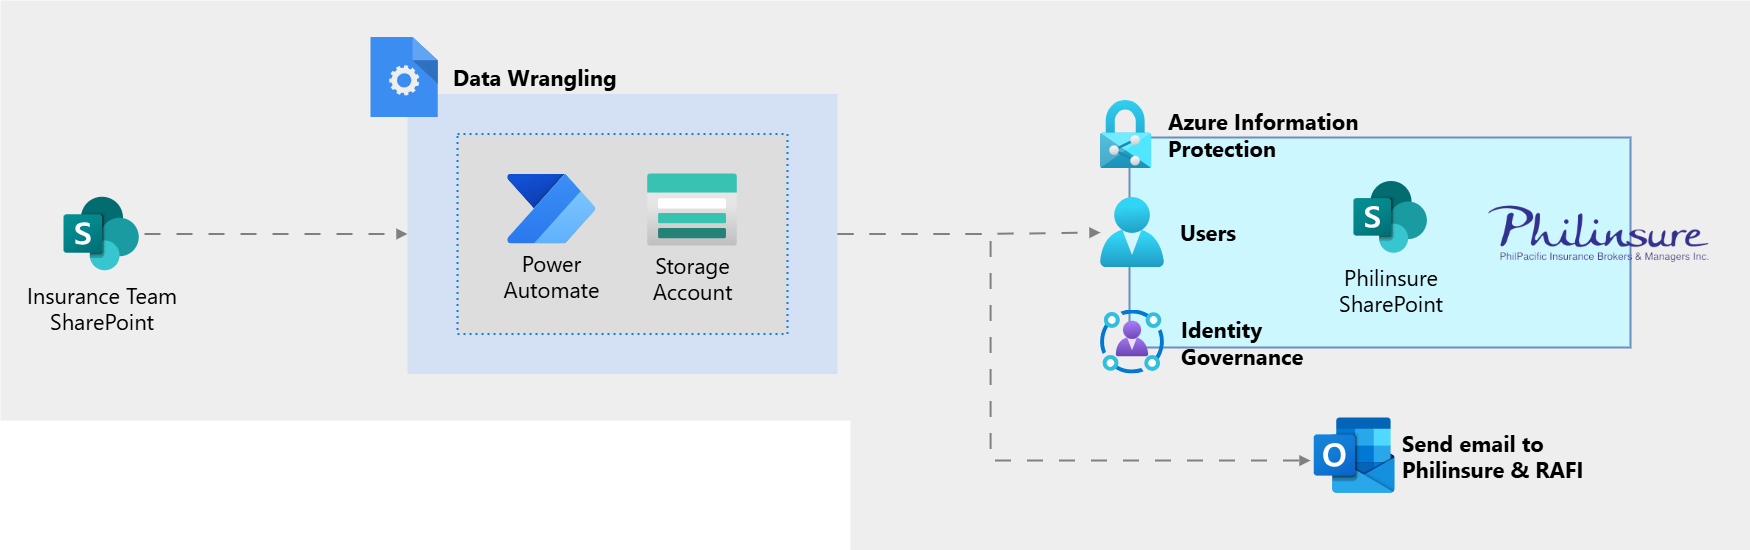 Data Wrangling
Azure Information
Protection
S
Insurance Team
SharePoint
Power
Automate
Storage
Account
Users
S
Philinsure
SharePoint
Philinsure
PhilPacific Insurance Brokers & Managers Inc.
Identity
Governance
O
Send email to
Philinsure & RAFI